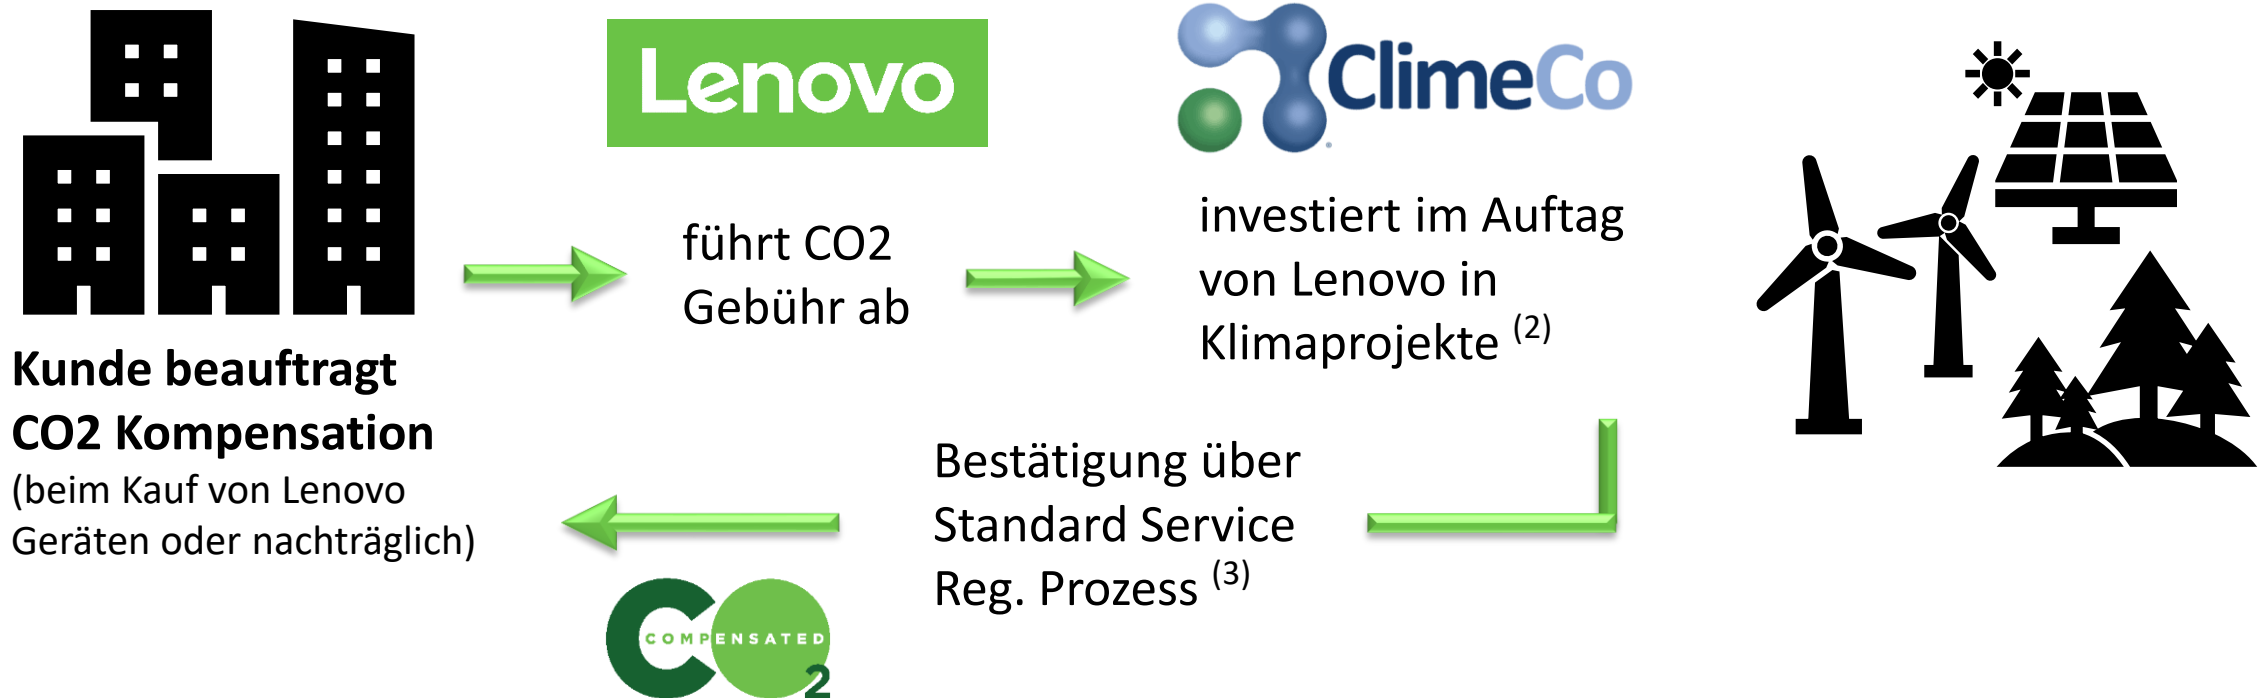 Lenovo
ClimeCo
führt CO2
Gebühr ab
investiert im Auftag
von Lenovo in
Klimaprojekte (2)
Kunde beauftragt
CO2 Kompensation
(beim Kauf von Lenovo
Geräten oder nachträglich)
Bestätigung über
Standard Service
Reg. Prozess (3)
CO2
COMPENSATED